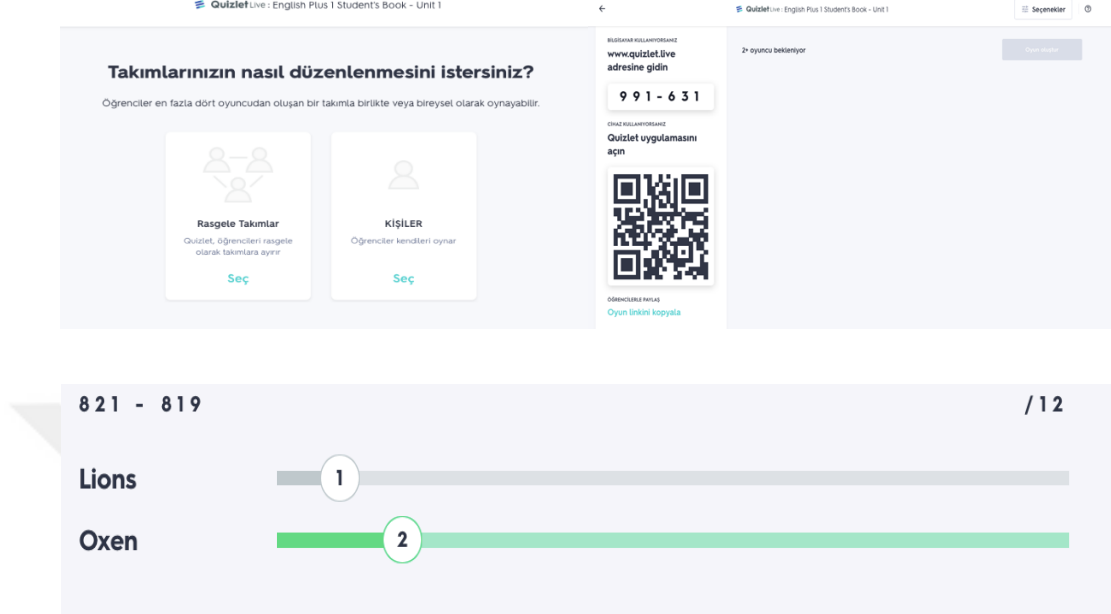 Quizlet Live : English Plus 1 Student's Book - Unit 1
Takımlarınızın nasıl düzenlenmesini istersiniz?
Öğrenciler en fazla dört oyuncudan oluşan bir takımla birlikte veya bireysel olarak oynayabilir.
Rasgele Takımlar
Quizlet, öğrencileri rasgele
olarak takımlara ayırır
Seç
KİŞİLER
Öğrenciler kendileri oynar
Seç
Quizlet Live : English Plus 1 Student's Book - Unit 1
Seçenekler
BİLGİSAYAR KULLANIYORSANIZ
www.quizlet.live
adresine gidin
991-631
CİHAZ KULLANIYORSANIZ
Quizlet uygulamasını
açın
ÖĞRENCİLERLE PAYLAŞ
Oyun linkini kopyala
2+ oyuncu bekleniyor
821 - 819
/12
Lions
1
Oxen
2